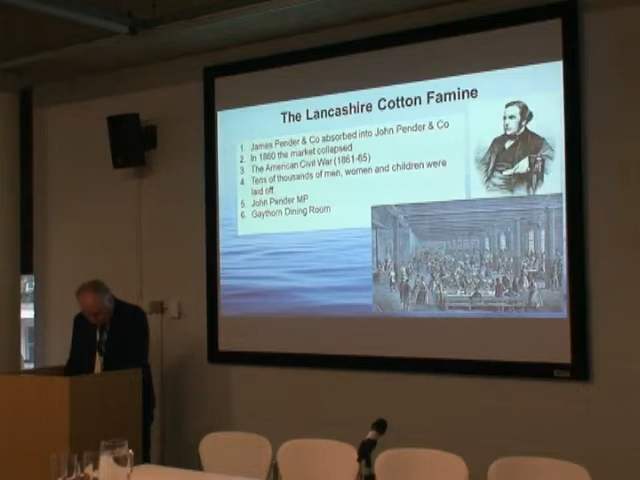 The Lancashire Cotton Famine
1. James Pender & Co absorbed into John Pender & Co
2. In 1860 the market collapsed
3. The American Civil War (1861-65)
4. Tens of thousands of men, women and children were
laid off
5. John Pender MP
6. Gaythorn Dining Room